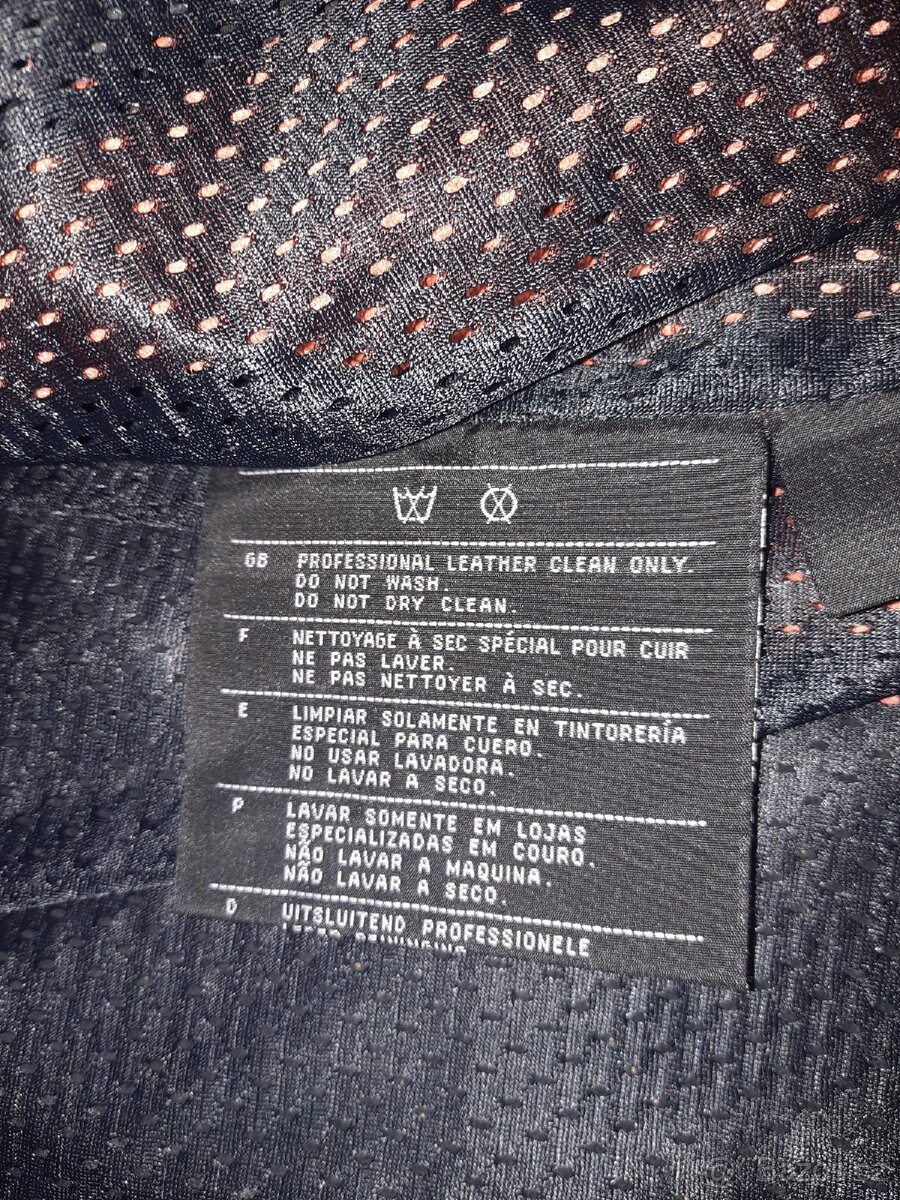 GB PROFESSIONAL LEATHER CLEAN ONLY.
DO NOT WASH.
DO NOT DRY CLEAN.
F NETTOYAGE À SEC SPÉCIAL POUR CUIR
NE PAS LAVER.
NE PAS NETTOYER À SEC.
E LIMPIAR SOLAMENTE EN TINTORERÍA
ESPECIAL PARA CUERO.
NO USAR LAVADORA.
NO LAVAR A SECO.
P LAVAR SOMENTE EM LOJAS
ESPECIALIZADAS EM COURO.
NÃO LAVAR A MAQUINA.
NÃO LAVAR A SECO.
D UITSLUITEND PROFESSIONELE